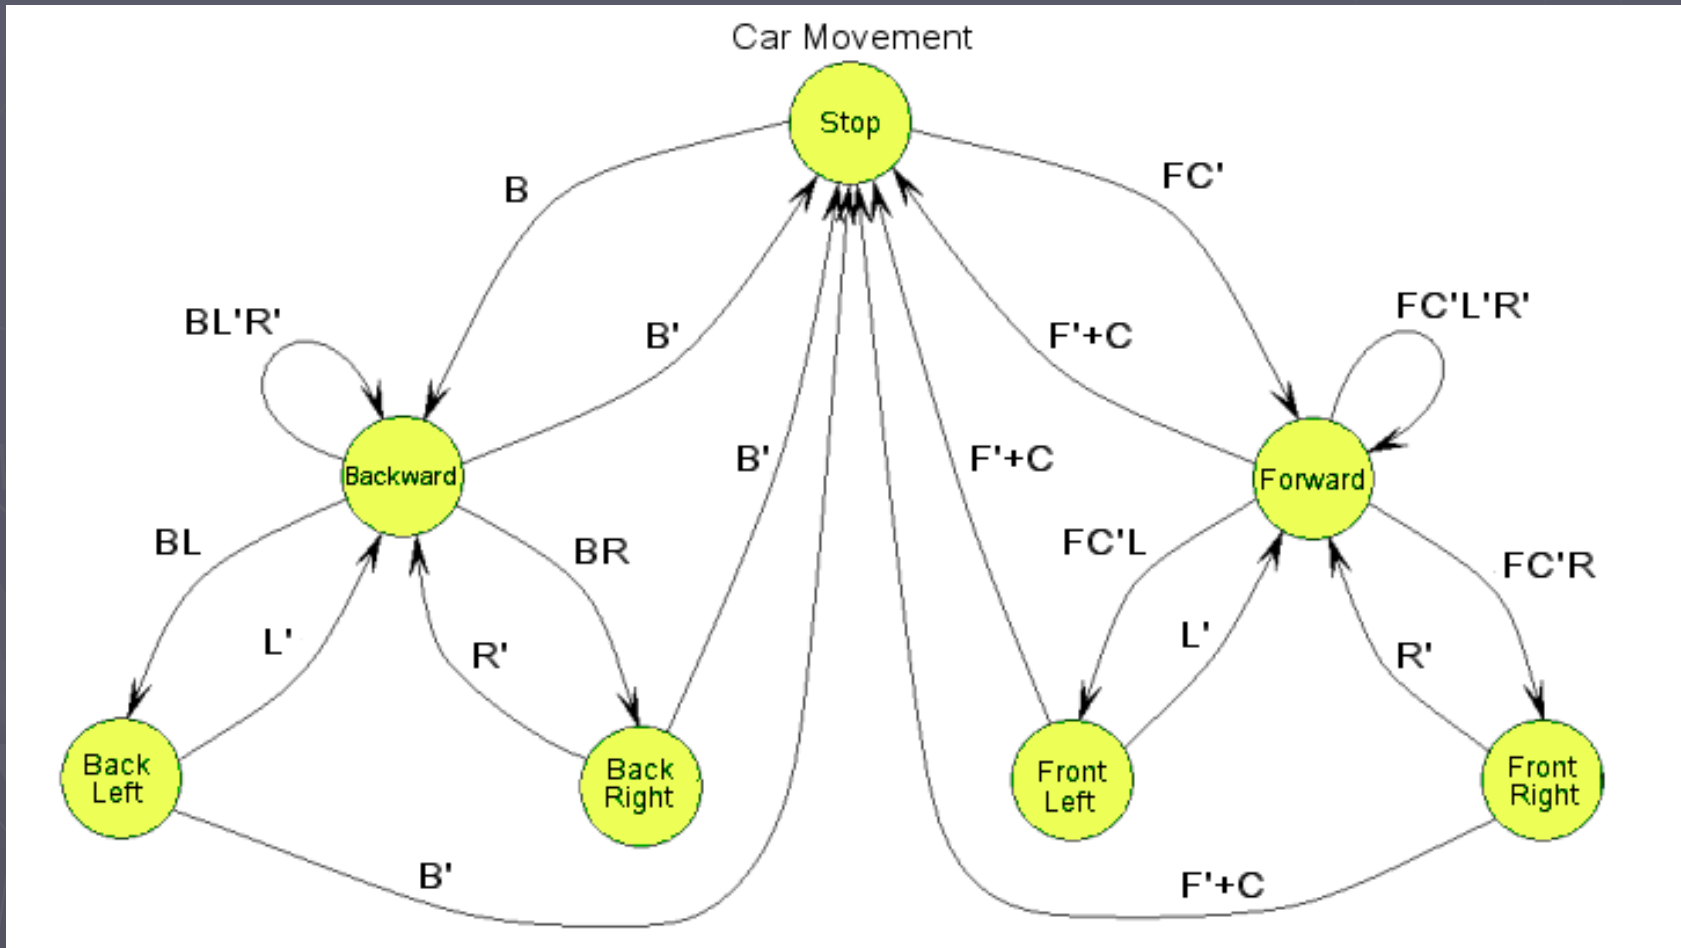 Car Movement
Stop
B
FC'
BL'R'
B'
F'+C
FC'L'R'
B'
F'+C
Backward
Forward
BL
BR
FC'L
FC'R
L'
R'
L'
R'
Back
Left
Back
Right
Front
Left
Front
Right
B'
F'+C